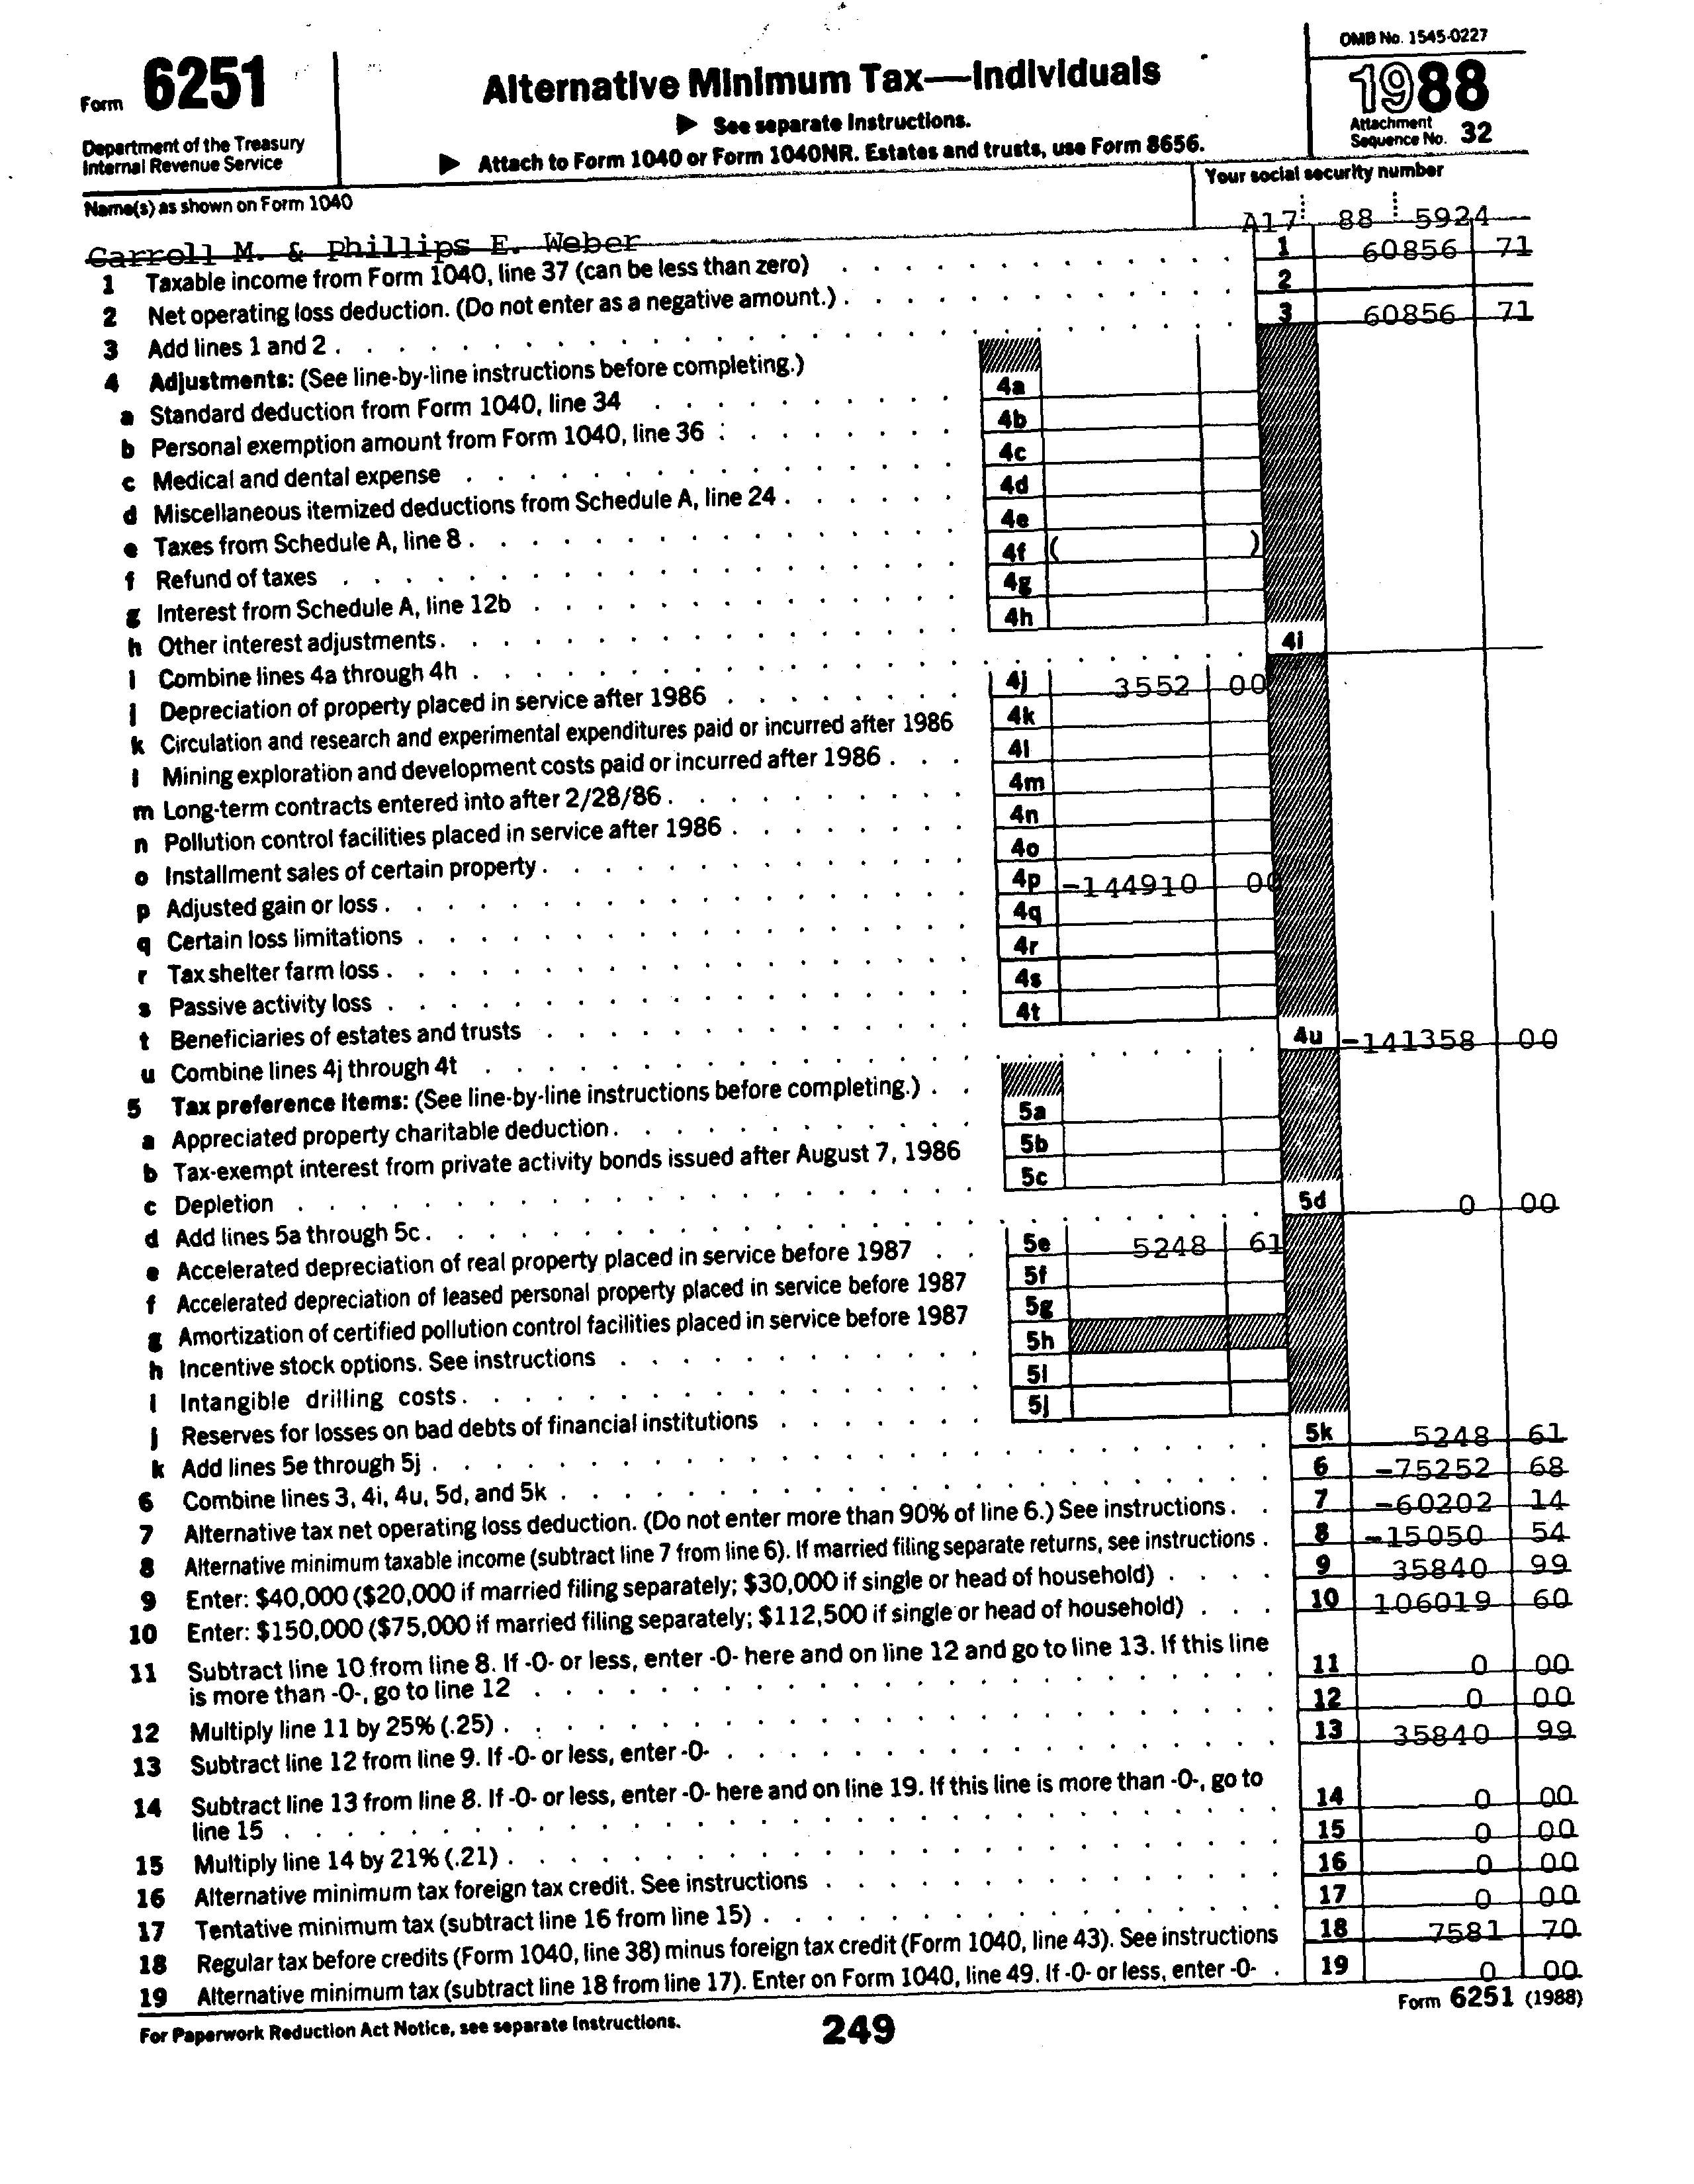 Form 6251
Department of the Treasury
Internal Revenue Service
Alternative Minimum Tax—Individuals
▶ See separate Instructions.
▶ Attach to Form 1040 or Form 1040NR. Estates and trusts, use Form 8656.
OMB No. 1545-0227
1988
Attachment
Sequence No. 32
Name(s) as shown on Form 1040
Your social security number
Carroll M. & Phillips E. Weber A17 88 5924
1 Taxable income from Form 1040, line 37 (can be less than zero) 1 60856 71
2 Net operating loss deduction. (Do not enter as a negative amount.) 2
3 Add lines 1 and 2 3 60856 71
4 Adjustments: (See line-by-line instructions before completing.)
a Standard deduction from Form 1040, line 34 4a
b Personal exemption amount from Form 1040, line 36 4b
c Medical and dental expense 4c
d Miscellaneous itemized deductions from Schedule A, line 24 4d
e Taxes from Schedule A, line 8 4e
f Refund of taxes 4f ( )
g Interest from Schedule A, line 12b 4g
h Other interest adjustments 4h
i Combine lines 4a through 4h 4i
j Depreciation of property placed in service after 1986 4j 3552 00
k Circulation and research and experimental expenditures paid or incurred after 1986 4k
l Mining exploration and development costs paid or incurred after 1986 4l
m Long-term contracts entered into after 2/28/86 4m
n Pollution control facilities placed in service after 1986 4n
o Installment sales of certain property 4o
p Adjusted gain or loss 4p -144910 00
q Certain loss limitations 4q
r Tax shelter farm loss 4r
s Passive activity loss 4s
t Beneficiaries of estates and trusts 4t
u Combine lines 4j through 4t 4u -141358 00
5 Tax preference items: (See line-by-line instructions before completing.)
a Appreciated property charitable deduction 5a
b Tax-exempt interest from private activity bonds issued after August 7, 1986 5b
c Depletion 5c
d Add lines 5a through 5c 5d 0 00
e Accelerated depreciation of real property placed in service before 1987 5e 5248 61
f Accelerated depreciation of leased personal property placed in service before 1987 5f
g Amortization of certified pollution control facilities placed in service before 1987 5g
h Incentive stock options. See instructions 5h
i Intangible drilling costs 5i
j Reserves for losses on bad debts of financial institutions 5j
k Add lines 5e through 5j 5k 5248 61
6 Combine lines 3, 4i, 4u, 5d, and 5k 6 -75252 68
7 Alternative tax net operating loss deduction. (Do not enter more than 90% of line 6.) See instructions 7 -60202 14
8 Alternative minimum taxable income (subtract line 7 from line 6). If married filing separate returns, see instructions 8 -15050 54
9 Enter: $40,000 ($20,000 if married filing separately; $30,000 if single or head of household) 9 35840 99
10 Enter: $150,000 ($75,000 if married filing separately; $112,500 if single or head of household) 10 106019 60
11 Subtract line 10 from line 8. If -0- or less, enter -0- here and on line 12 and go to line 13. If this line
is more than -0-, go to line 12 11 0 00
12 Multiply line 11 by 25% (.25) 12 0 00
13 Subtract line 12 from line 9. If -0- or less, enter -0- 13 35840 99
14 Subtract line 13 from line 8. If -0- or less, enter -0- here and on line 19. If this line is more than -0-, go to
line 15 14 0 00
15 Multiply line 14 by 21% (.21) 15 0 00
16 Alternative minimum tax foreign tax credit. See instructions 16 0 00
17 Tentative minimum tax (subtract line 16 from line 15) 17 0 00
18 Regular tax before credits (Form 1040, line 38) minus foreign tax credit (Form 1040, line 43). See instructions 18 7581 70
19 Alternative minimum tax (subtract line 18 from line 17). Enter on Form 1040, line 49. If -0- or less, enter -0- 19 0 00
For Paperwork Reduction Act Notice, see separate Instructions.
249
Form 6251 (1988)